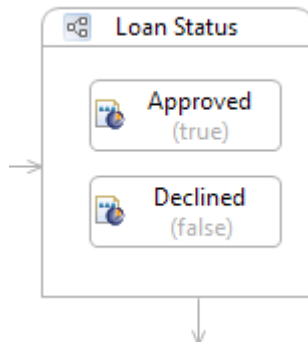 Loan Status
Approved
(true)
Declined
(false)